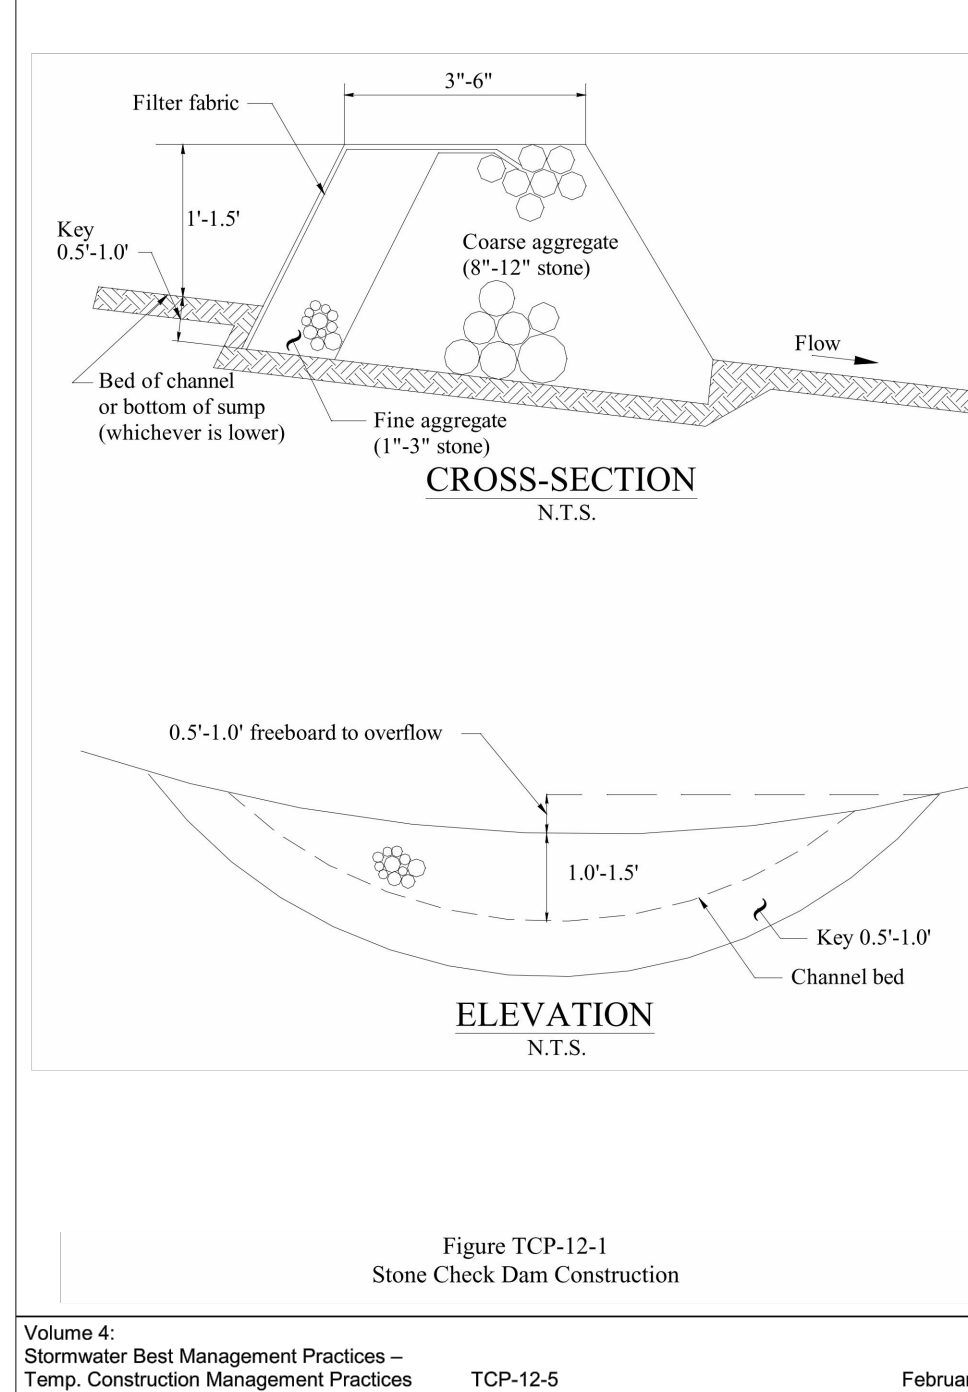 3"-6"
Filter fabric
1'-1.5'
Key
0.5'-1.0'
Coarse aggregate
(8"-12" stone)
Flow
Bed of channel
or bottom of sump
(whichever is lower)
Fine aggregate
(1"-3" stone)
CROSS-SECTION
N.T.S.
0.5'-1.0' freeboard to overflow
1.0'-1.5'
Key 0.5'-1.0'
Channel bed
ELEVATION
N.T.S.
Figure TCP-12-1
Stone Check Dam Construction
Volume 4:
Stormwater Best Management Practices –
Temp. Construction Management Practices
TCP-12-5